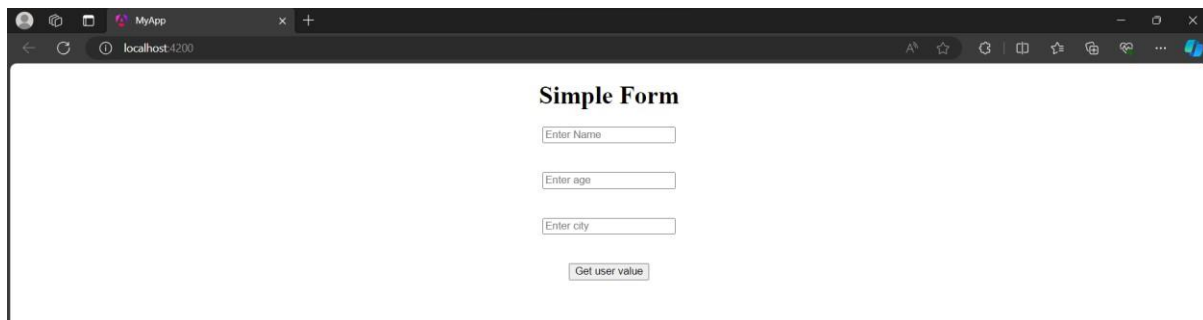 MyApp
localhost:4200
Simple Form
Enter Name
Enter age
Enter city
Get user value